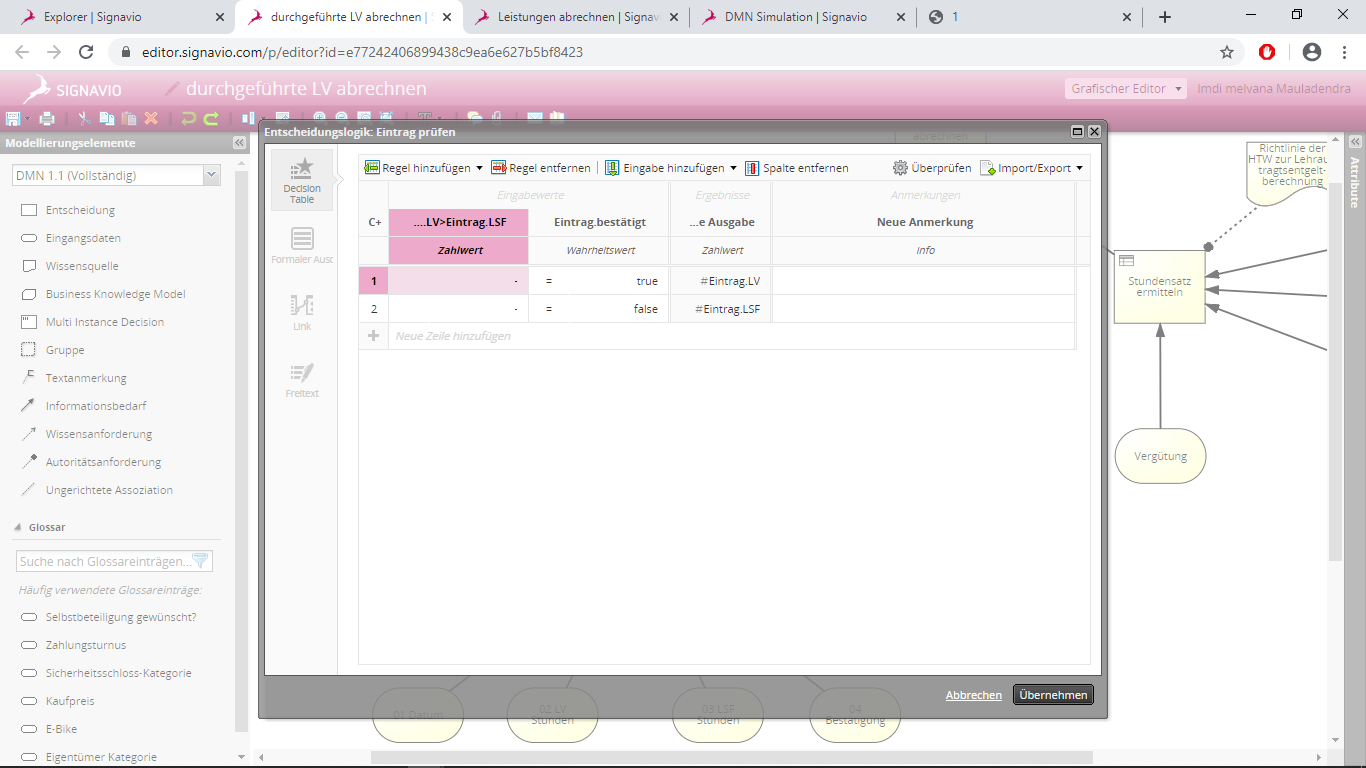 Explorer | Signavio
durchgeführte LV abrechnen |
Leistungen abrechnen | Signav
DMN Simulation | Signavio
1
editor.signavio.com/p/editor?id=e77242406899438c9ea6e627b5bf8423
SIGNAVIO
durchgeführte LV abrechnen
Grafischer Editor
Imdi melvana Mauladendra
Modellierungselemente
DMN 1.1 (Vollständig)
Entscheidung
Eingangsdaten
Wissensquelle
Business Knowledge Model
Multi Instance Decision
Gruppe
Textanmerkung
Informationsbedarf
Wissensanforderung
Autoritätsanforderung
Ungerichtete Assoziation
Glossar
Suche nach Glossareinträgen...
Häufig verwendete Glossareinträge:
Selbstbeteiligung gewünscht?
Zahlungsturnus
Sicherheitsschloss-Kategorie
Kaufpreis
E-Bike
Eigentümer Kategorie
abrechnen
Entscheidungslogik: Eintrag prüfen
Decision
Table
Formaler Ausd
Link
Freitext
Regel hinzufügen
Regel entfernen
Eingabe hinzufügen
Spalte entfernen
Überprüfen
Import/Export
Eingabewerte
Ergebnisse
Anmerkungen
C+
....LV>Eintrag.LSF
Eintrag.bestätigt
...e Ausgabe
Neue Anmerkung
Zahlwert
Wahrheitswert
Zahlwert
Info
1 - = true #Eintrag.LV
2 - = false #Eintrag.LSF
Neue Zeile hinzufügen
Abbrechen
Übernehmen
01 Datum
02 LV
Stunden
03 LSF
Stunden
04
Bestätigung
Richtlinie der
HTW zur Lehrau
tragtsentgelt-
berechnung
Stundensatz
ermitteln
Vergütung
Attribute